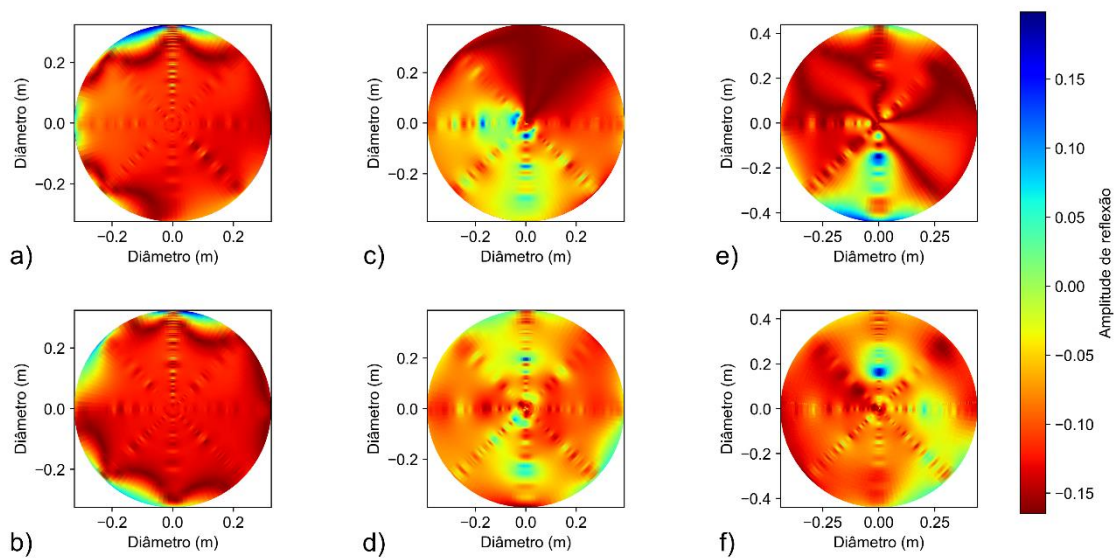 0.2
0.0
−0.2
Diâmetro (m)
−0.2 0.0 0.2
Diâmetro (m)
a)
0.2
0.0
−0.2
Diâmetro (m)
−0.2 0.0 0.2
Diâmetro (m)
c)
0.4
0.2
0.0
−0.2
−0.4
Diâmetro (m)
−0.25 0.00 0.25
Diâmetro (m)
e)
0.2
0.0
−0.2
Diâmetro (m)
−0.2 0.0 0.2
Diâmetro (m)
b)
0.2
0.0
−0.2
Diâmetro (m)
−0.2 0.0 0.2
Diâmetro (m)
d)
0.4
0.2
0.0
−0.2
−0.4
Diâmetro (m)
−0.25 0.00 0.25
Diâmetro (m)
f)
0.15
0.10
0.05
0.00
−0.05
−0.10
−0.15
Amplitude de reflexão